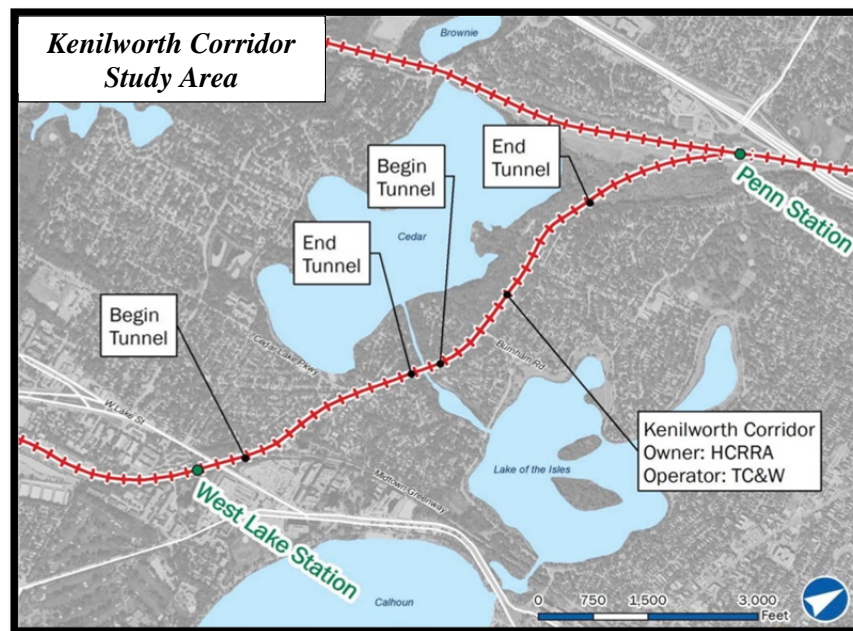 Kenilworth Corridor
Study Area
Brownie
End
Tunnel
Begin
Tunnel
Penn Station
Cedar
End
Tunnel
Begin
Tunnel
Cedar Lake Pkwy
Burnham Rd
W Lake St
Kenilworth Corridor
Owner: HCRRA
Operator: TC&W
Lake of the Isles
Midtown Greenway
West Lake Station
Calhoun
0 750 1,500 3,000
Feet